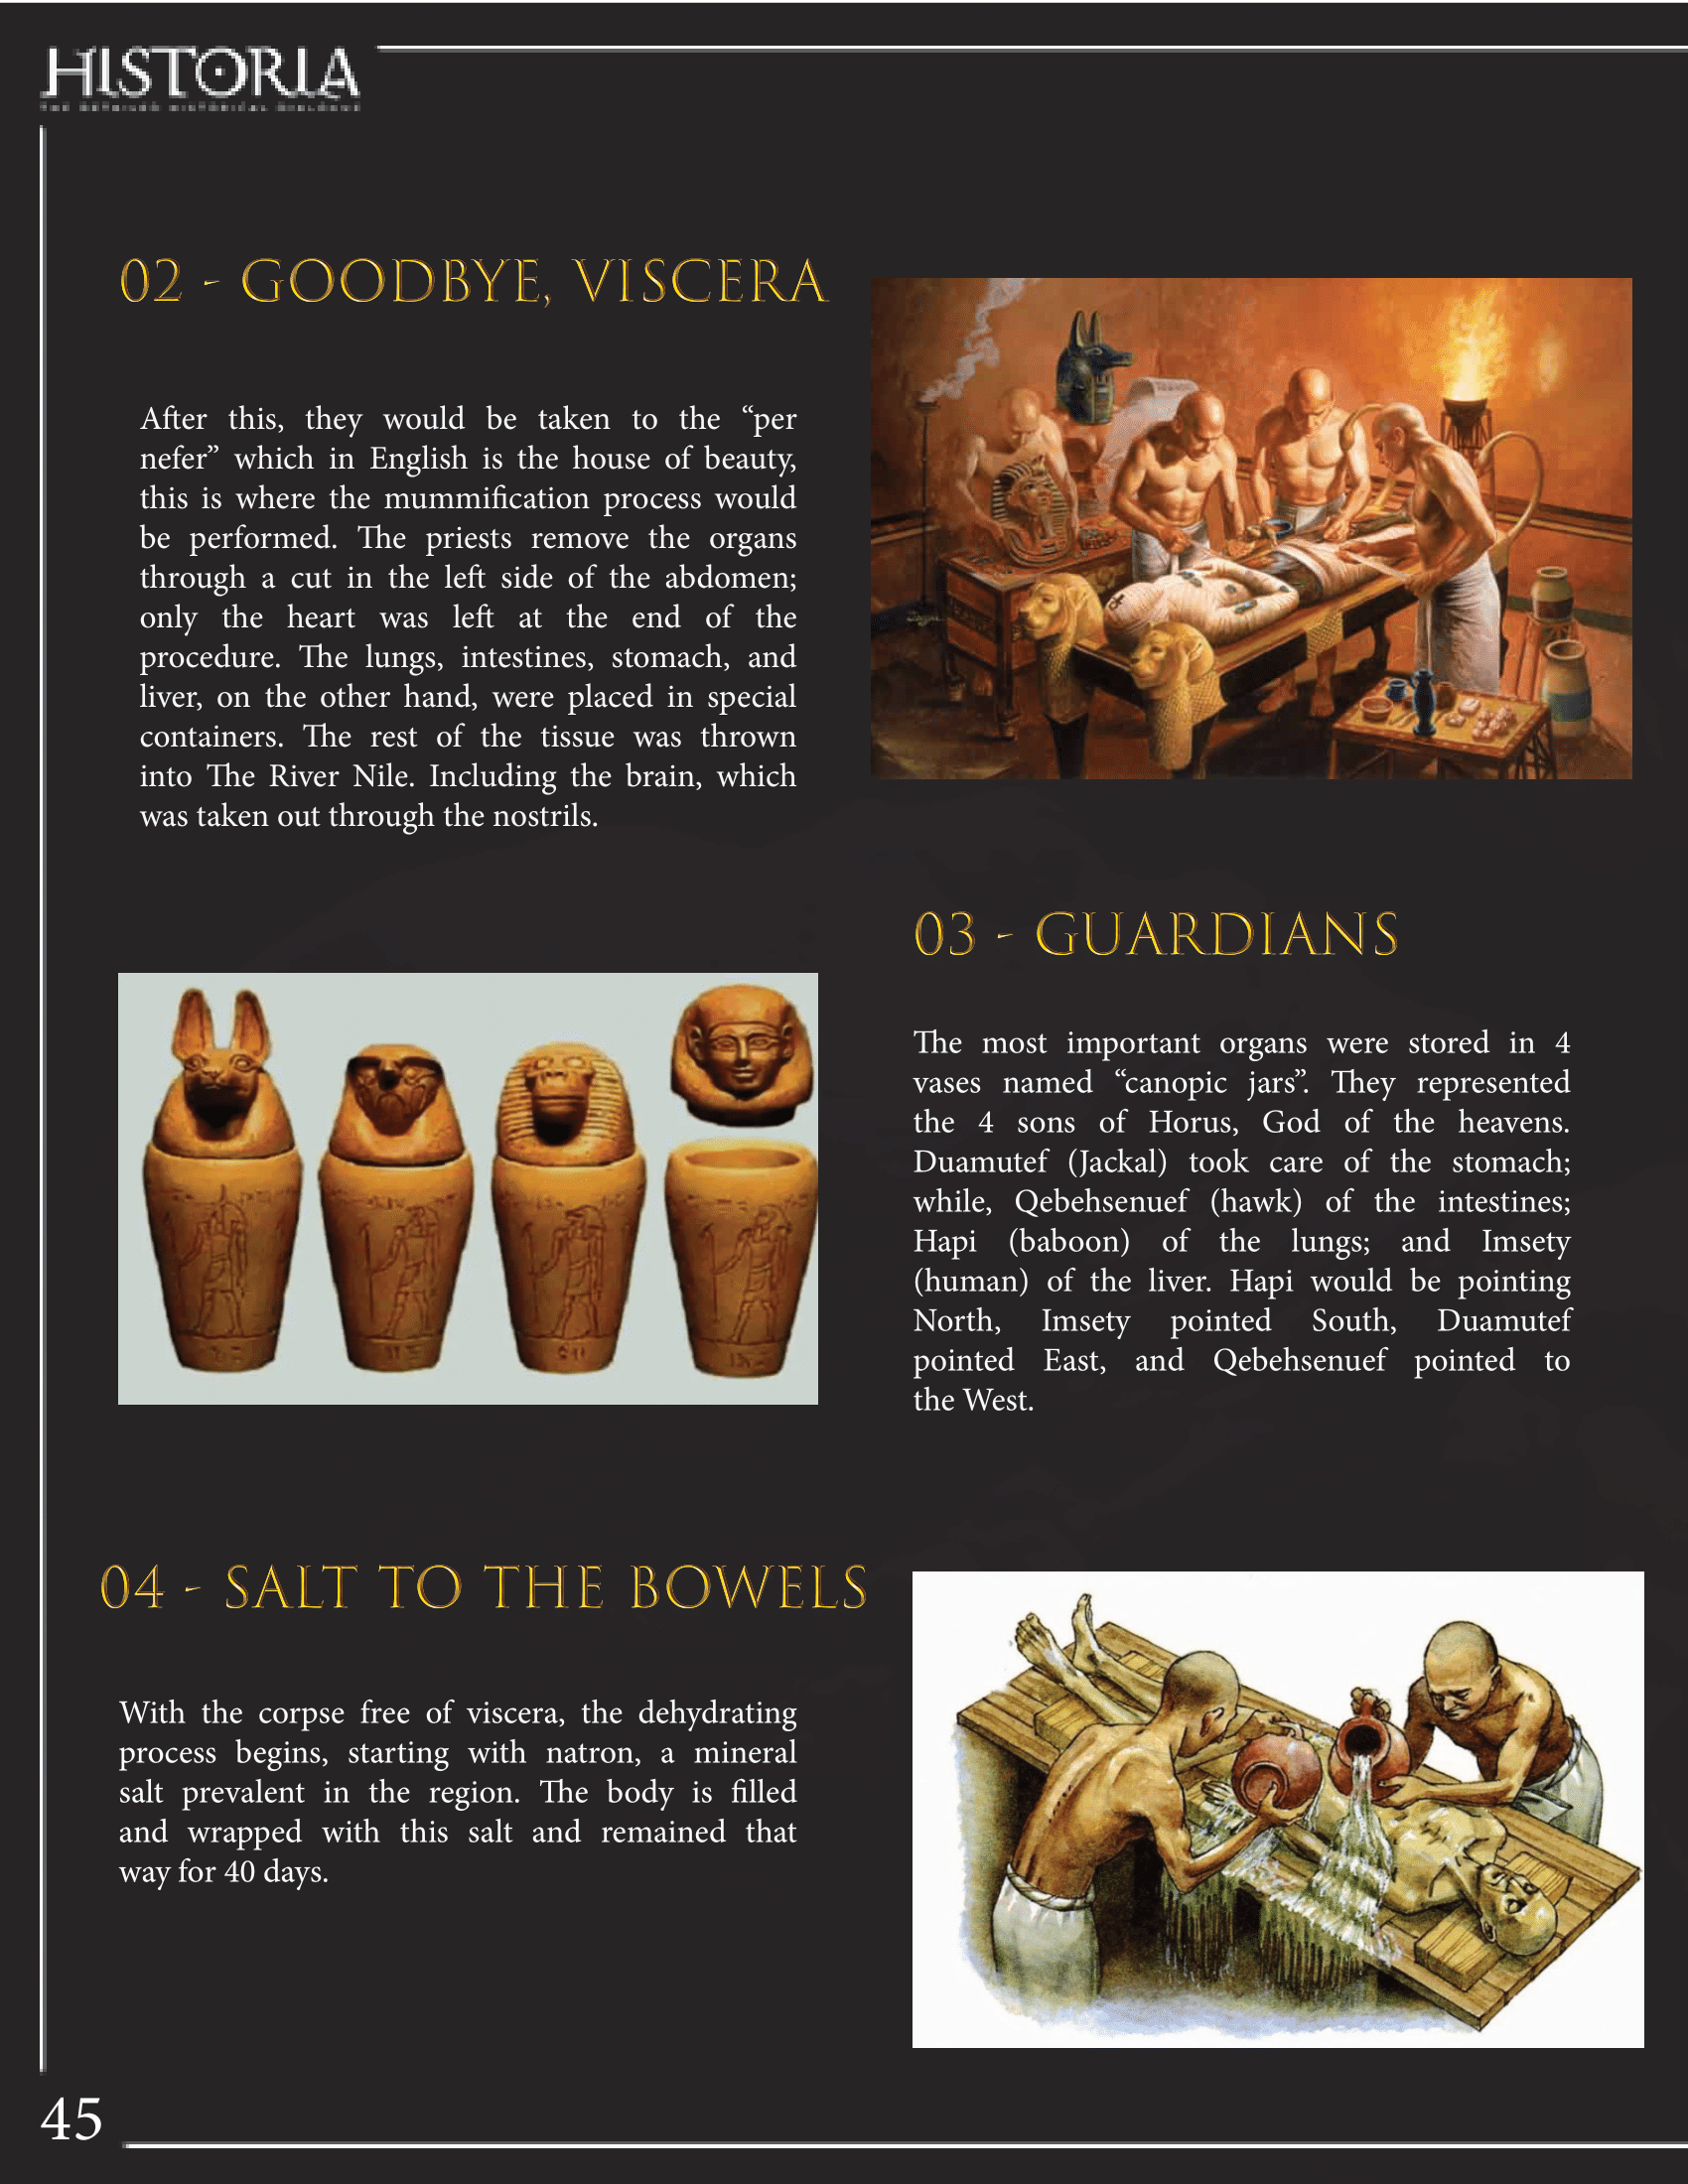 HISTORIA
02 - GOODBYE, VISCERA
After this, they would be taken to the “per
nefer” which in English is the house of beauty,
this is where the mummification process would
be performed. The priests remove the organs
through a cut in the left side of the abdomen;
only the heart was left at the end of the
procedure. The lungs, intestines, stomach, and
liver, on the other hand, were placed in special
containers. The rest of the tissue was thrown
into The River Nile. Including the brain, which
was taken out through the nostrils.
03 - GUARDIANS
The most important organs were stored in 4
vases named “canopic jars”. They represented
the 4 sons of Horus, God of the heavens.
Duamutef (Jackal) took care of the stomach;
while, Qebehsenuef (hawk) of the intestines;
Hapi (baboon) of the lungs; and Imsety
(human) of the liver. Hapi would be pointing
North, Imsety pointed South, Duamutef
pointed East, and Qebehsenuef pointed to
the West.
04 - SALT TO THE BOWELS
With the corpse free of viscera, the dehydrating
process begins, starting with natron, a mineral
salt prevalent in the region. The body is filled
and wrapped with this salt and remained that
way for 40 days.
45